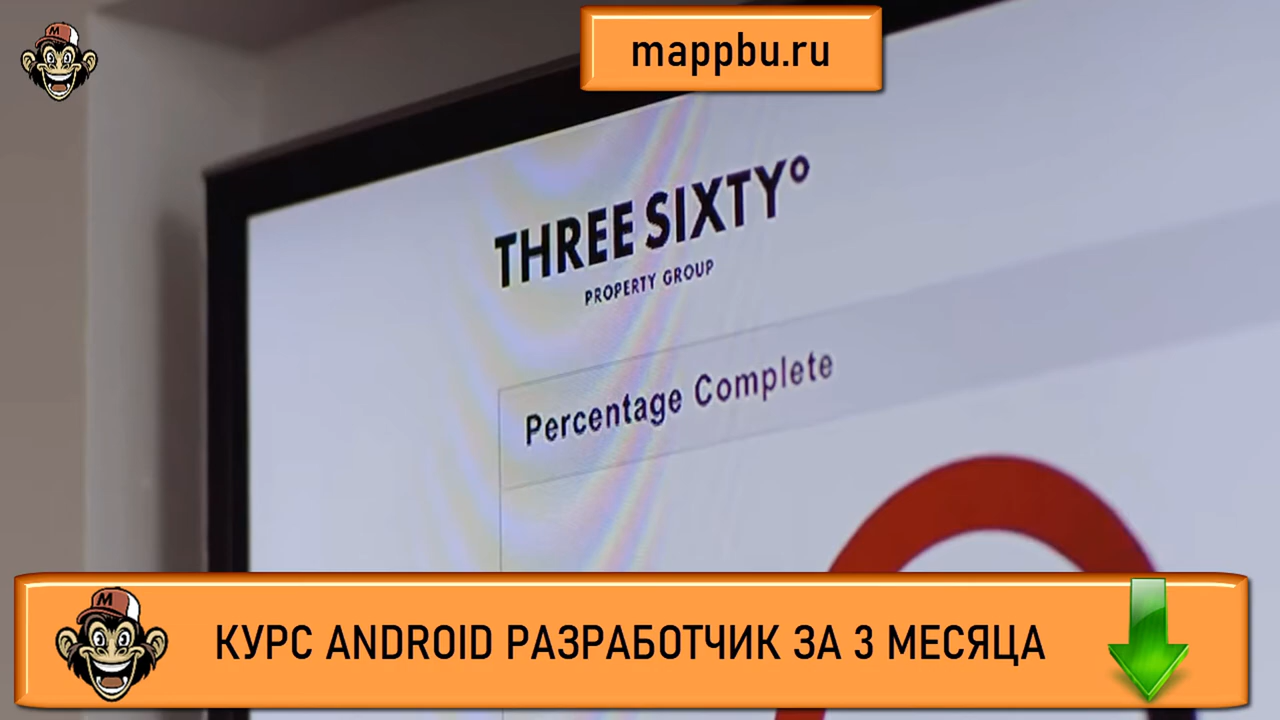 mappbu.ru
THREE SIXTY°
PROPERTY GROUP
Percentage Complete
M
M
КУРС ANDROID РАЗРАБОТЧИК ЗА 3 МЕСЯЦА